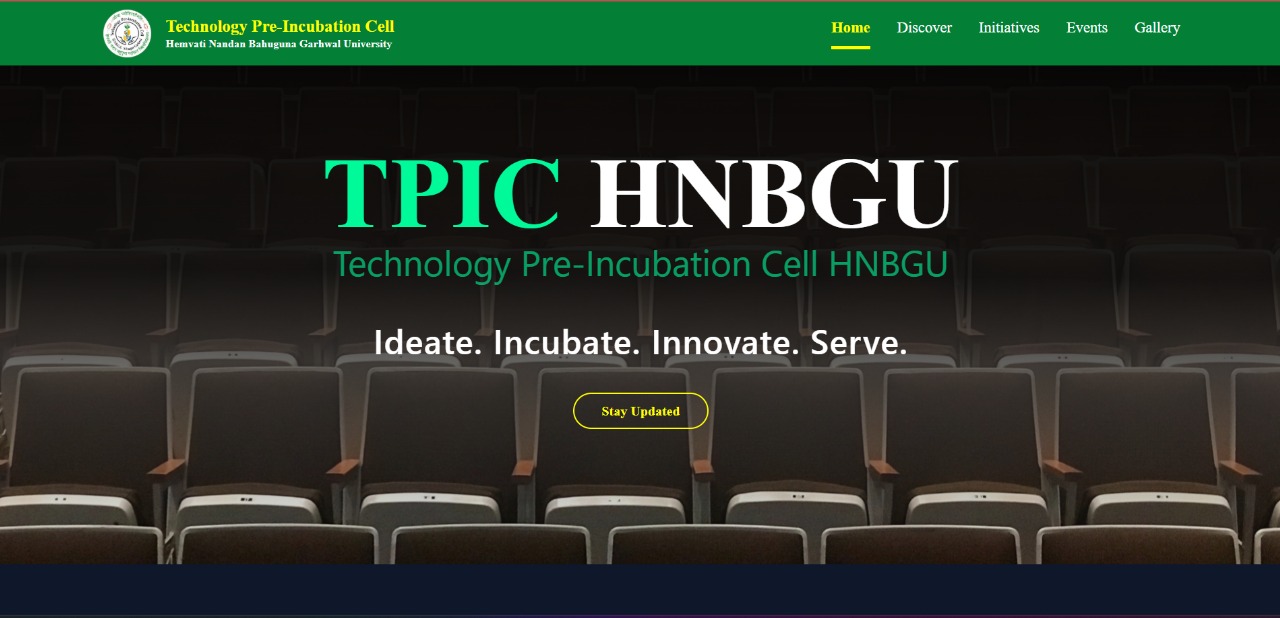 Technology Pre-Incubation Cell
Hemvati Nandan Bahuguna Garhwal University
Home Discover Initiatives Events Gallery
TPIC HNBGU
Technology Pre-Incubation Cell HNBGU
Ideate. Incubate. Innovate. Serve.
Stay Updated